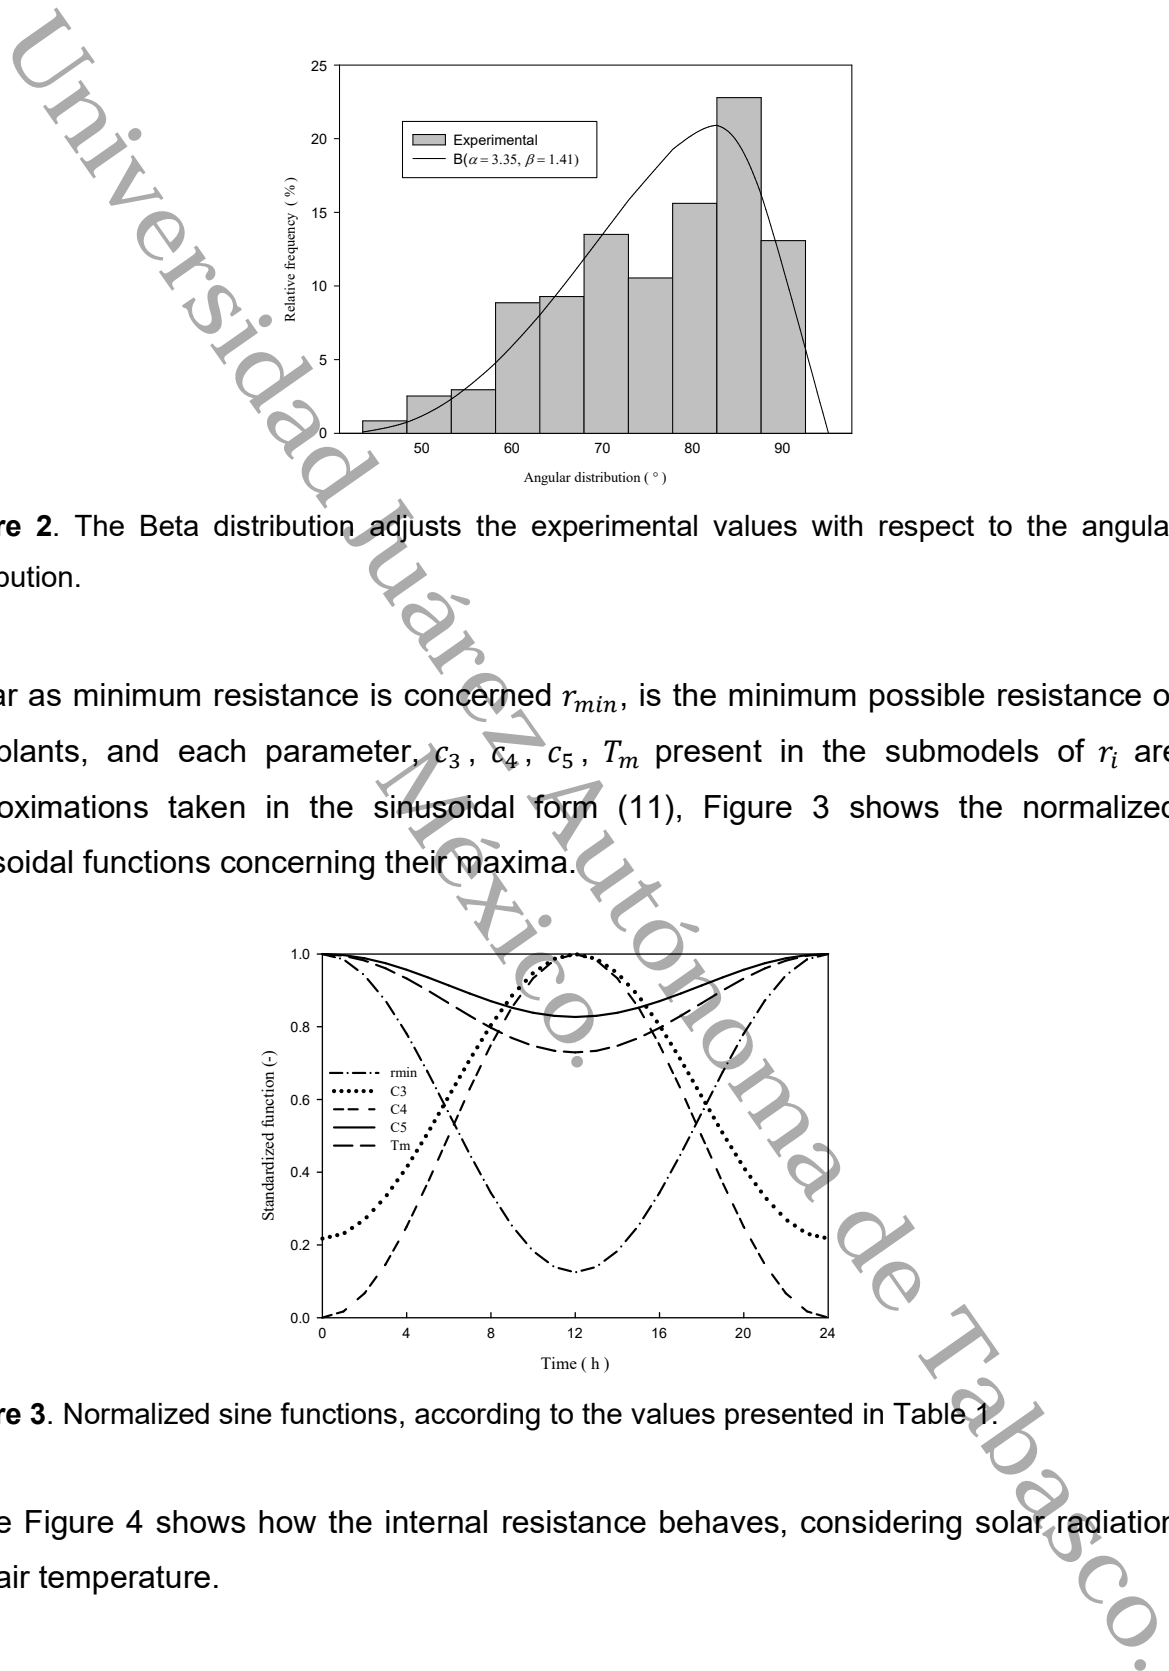 25
20
15
10
5
0
Relative frequency ( % )
Experimental
B(α = 3.35, β = 1.41)
50 60 70 80 90
Angular distribution ( ° )
re 2. The Beta distribution adjusts the experimental values with respect to the angula
bution.
ar as minimum resistance is concerned r_min, is the minimum possible resistance o
plants, and each parameter, c_3 , c_4 , c_5 , T_m present in the submodels of r_i are
oximations taken in the sinusoidal form (11), Figure 3 shows the normalized
soidal functions concerning their maxima.
1.0
0.8
0.6
0.4
0.2
0.0
Standardized function (-)
rmin
C3
C4
C5
Tm
0 4 8 12 16 20 24
Time ( h )
re 3. Normalized sine functions, according to the values presented in Table 1.
e Figure 4 shows how the internal resistance behaves, considering solar radiation
air temperature.
Universidad Juárez Autónoma de Tabasco.
México.